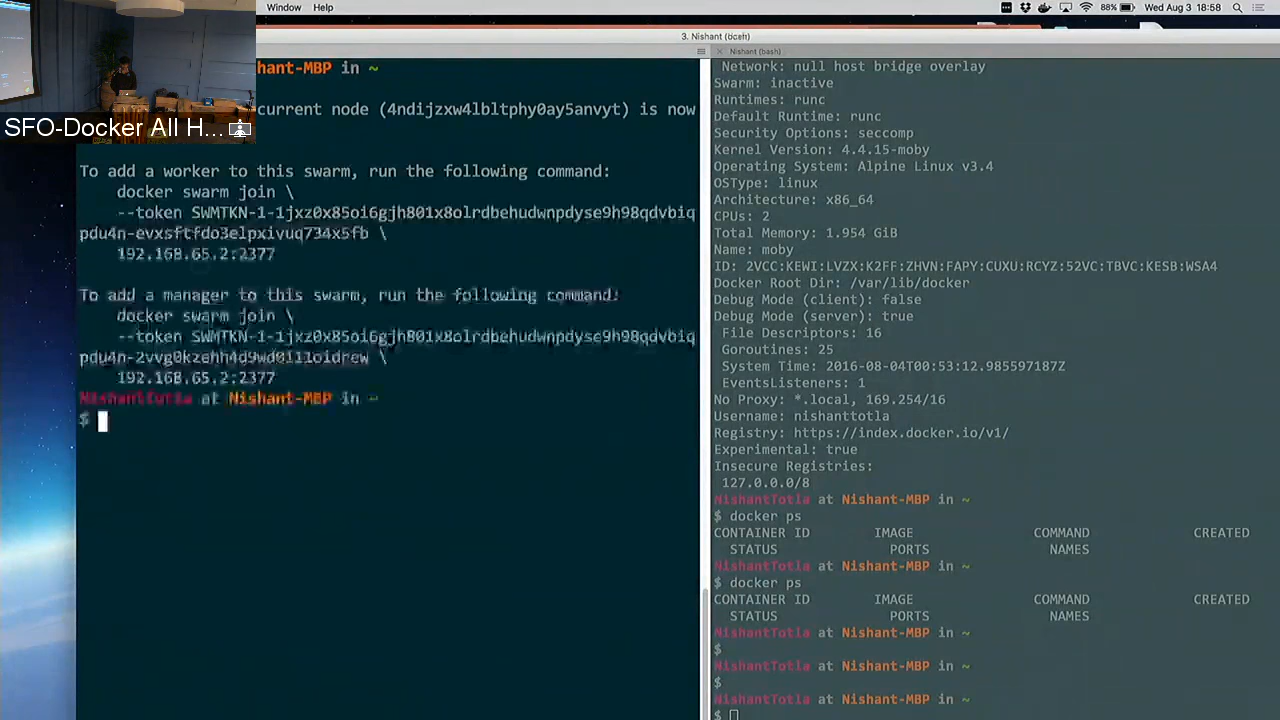 Window Help
88% Wed Aug 3 18:58
3. Nishant (bash)
Nishant (bash)
SFO-Docker All H...
hant-MBP in ~
current node (4ndijzxw4lbltphy0ay5anvyt) is now
To add a worker to this swarm, run the following command:
docker swarm join \
--token SWMTKN-1-1jxz0x85oi6gjh801x8olrdbehudwnpdyse9h98qdvbiq
pdu4n-evxsftfdo3elpxivuq734x5fb \
192.168.65.2:2377
To add a manager to this swarm, run the following command:
docker swarm join \
--token SWMTKN-1-1jxz0x85oi6gjh801x8olrdbehudwnpdyse9h98qdvbiq
\
192.168.65.2:2377
NishantTotla at Nishant-MBP in ~
$
Network: null host bridge overlay
Swarm: inactive
Runtimes: runc
Default Runtime: runc
Security Options: seccomp
Kernel Version: 4.4.15-moby
Operating System: Alpine Linux v3.4
OSType: linux
Architecture: x86_64
CPUs: 2
Total Memory: 1.954 GiB
Name: moby
ID: 2VCC:KEWI:LVZX:K2FF:ZHVN:FAPY:CUXU:RCYZ:52VC:TBVC:KESB:WSA4
Docker Root Dir: /var/lib/docker
Debug Mode (client): false
Debug Mode (server): true
File Descriptors: 16
Goroutines: 25
System Time: 2016-08-04T00:53:12.985597187Z
EventsListeners: 1
No Proxy: *.local, 169.254/16
Username: nishanttotla
Registry: https://index.docker.io/v1/
Experimental: true
Insecure Registries:
127.0.0.0/8
NishantTotla at Nishant-MBP in ~
$ docker ps
CONTAINER ID IMAGE COMMAND CREATED
STATUS PORTS NAMES
NishantTotla at Nishant-MBP in ~
$ docker ps
CONTAINER ID IMAGE COMMAND CREATED
STATUS PORTS NAMES
NishantTotla at Nishant-MBP in ~
$
NishantTotla at Nishant-MBP in ~
$
NishantTotla at Nishant-MBP in ~
$